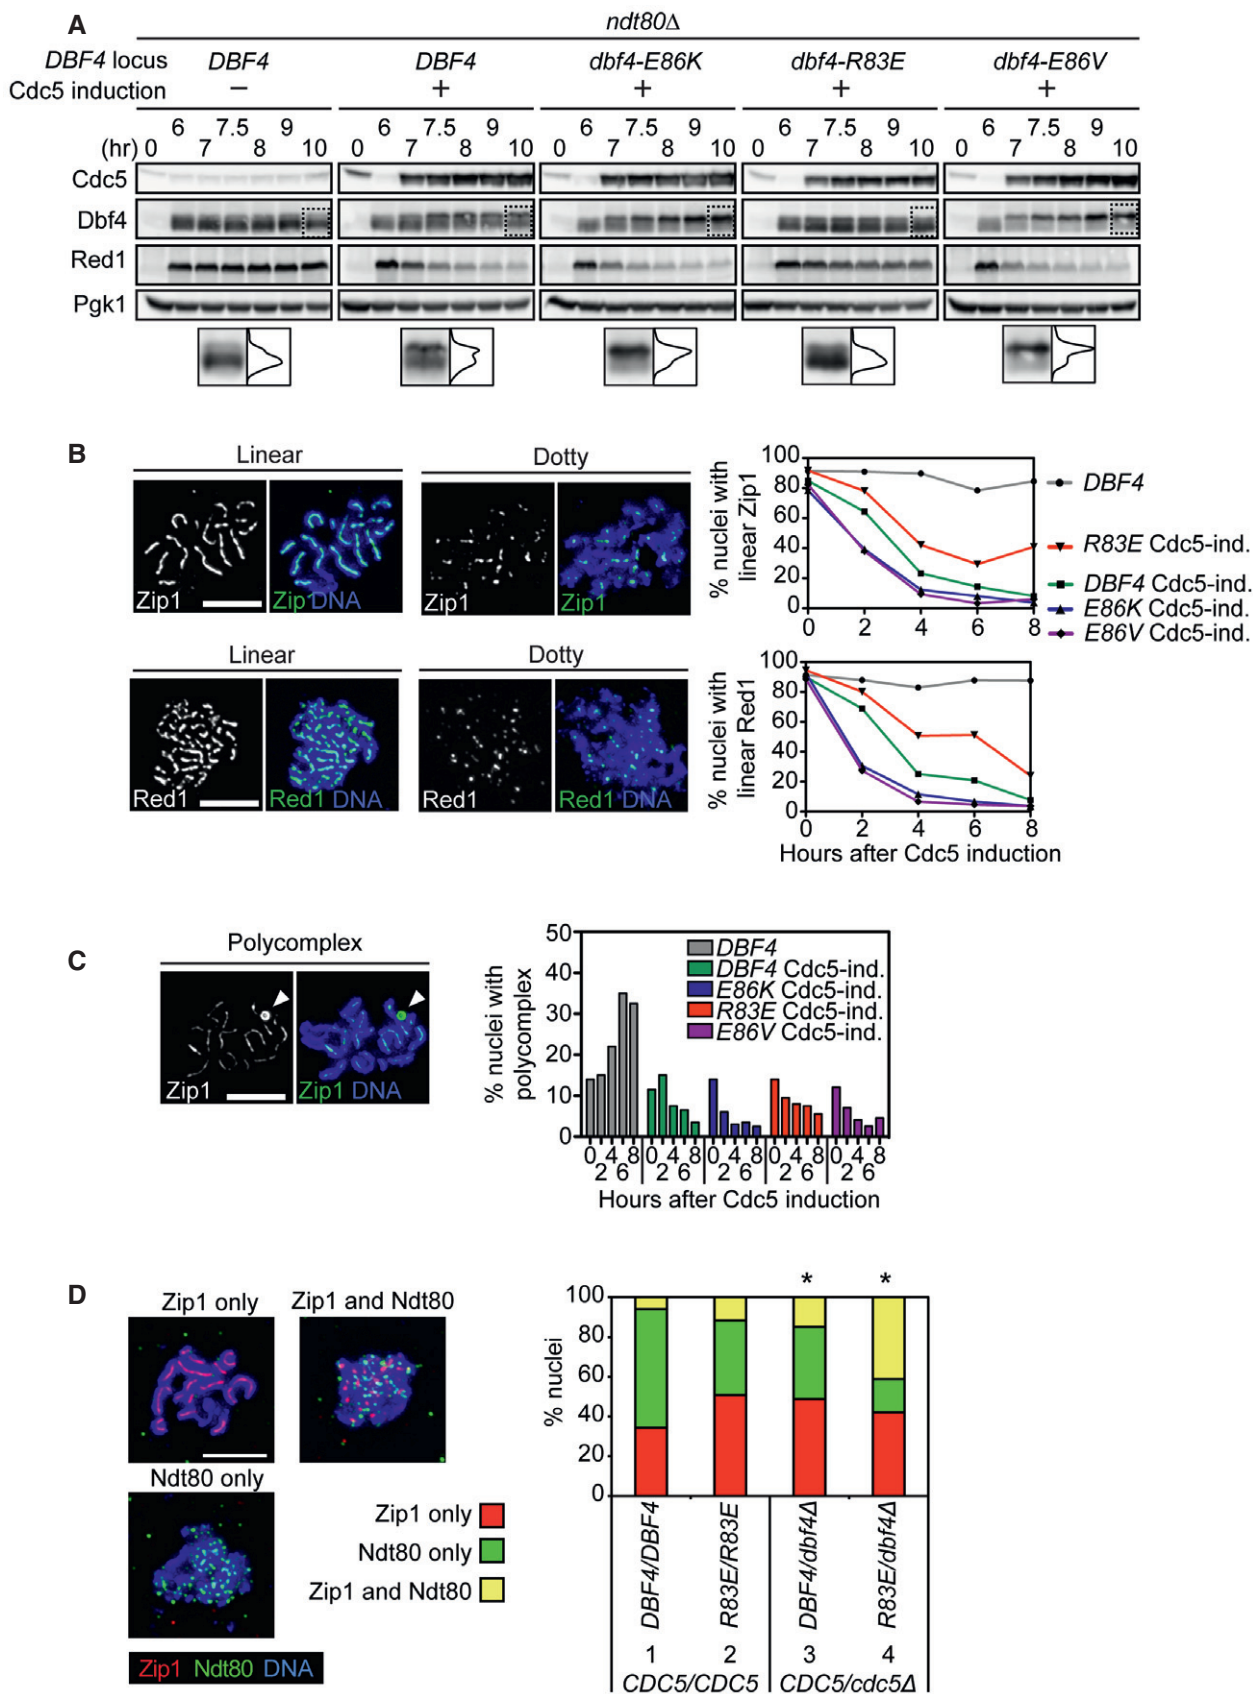 A
ndt80Δ
DBF4 locus DBF4 DBF4 dbf4-E86K dbf4-R83E dbf4-E86V
Cdc5 induction − + + + +
6 7.5 9 6 7.5 9 6 7.5 9 6 7.5 9 6 7.5 9
(hr) 0 7 8 10 0 7 8 10 0 7 8 10 0 7 8 10 0 7 8 10
Cdc5
Dbf4
Red1
Pgk1
B
Linear Dotty
Zip1 Zip1 DNA Zip1 Zip1
% nuclei with linear Zip1
100
80
60
40
20
0
0 2 4 6 8
DBF4
R83E Cdc5-ind.
DBF4 Cdc5-ind.
E86K Cdc5-ind.
E86V Cdc5-ind.
Linear Dotty
Red1 Red1 DNA Red1 Red1 DNA
% nuclei with linear Red1
100
80
60
40
20
0
0 2 4 6 8
Hours after Cdc5 induction
C
Polycomplex
Zip1 Zip1 DNA
% nuclei with polycomplex
50
40
30
20
10
0
DBF4
DBF4 Cdc5-ind.
E86K Cdc5-ind.
R83E Cdc5-ind.
E86V Cdc5-ind.
0 4 8 0 4 8 0 4 8 0 4 8 0 4 8
2 6 2 6 2 6 2 6 2 6
Hours after Cdc5 induction
D
Zip1 only Zip1 and Ndt80
Ndt80 only
Zip1 only
Ndt80 only
Zip1 and Ndt80
Zip1 Ndt80 DNA
* *
% nuclei
100
80
60
40
20
0
DBF4/DBF4
R83E/R83E
DBF4/dbf4Δ
R83E/dbf4Δ
1 2 3 4
CDC5/CDC5 CDC5/cdc5Δ